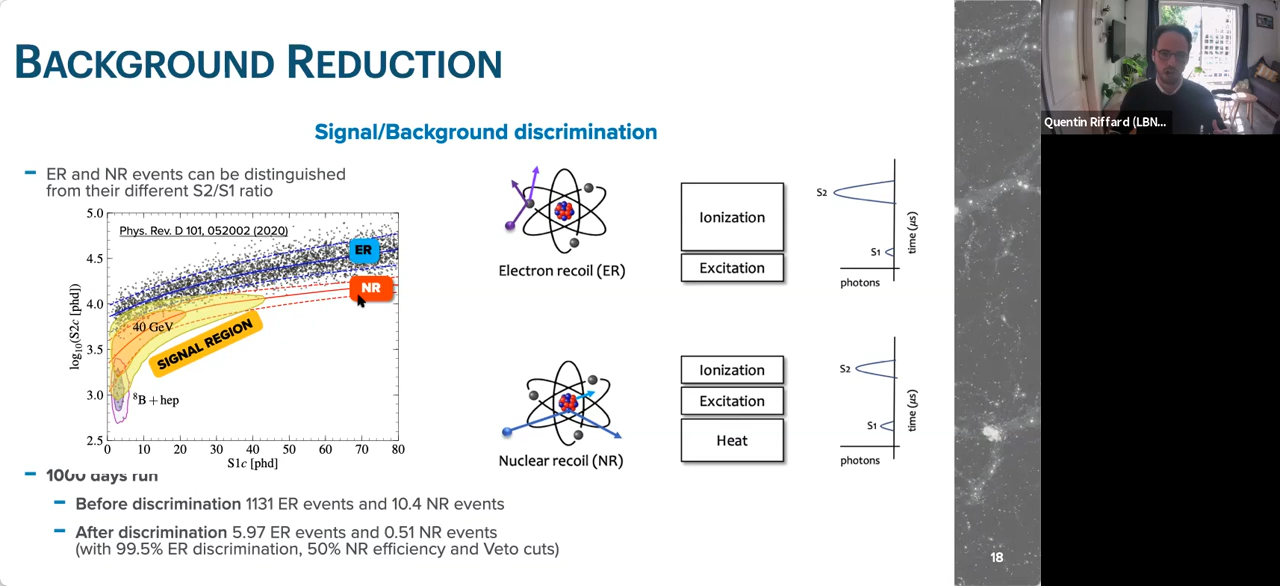 BACKGROUND REDUCTION
Signal/Background discrimination
ER and NR events can be distinguished
from their different S2/S1 ratio
5.0
4.5
4.0
3.5
3.0
2.5
log10(S2c [phd])
Phys. Rev. D 101, 052002 (2020)
ER
NR
40 GeV
SIGNAL REGION
8B + hep
0 10 20 30 40 50 60 70 80
S1c [phd]
Electron recoil (ER)
Ionization
Excitation
S2
S1
time (μs)
photons
Nuclear recoil (NR)
Ionization
Excitation
Heat
S2
S1
time (μs)
photons
1000 days run
Before discrimination 1131 ER events and 10.4 NR events
After discrimination 5.97 ER events and 0.51 NR events
(with 99.5% ER discrimination, 50% NR efficiency and Veto cuts)
18
Quentin Riffard (LBN...